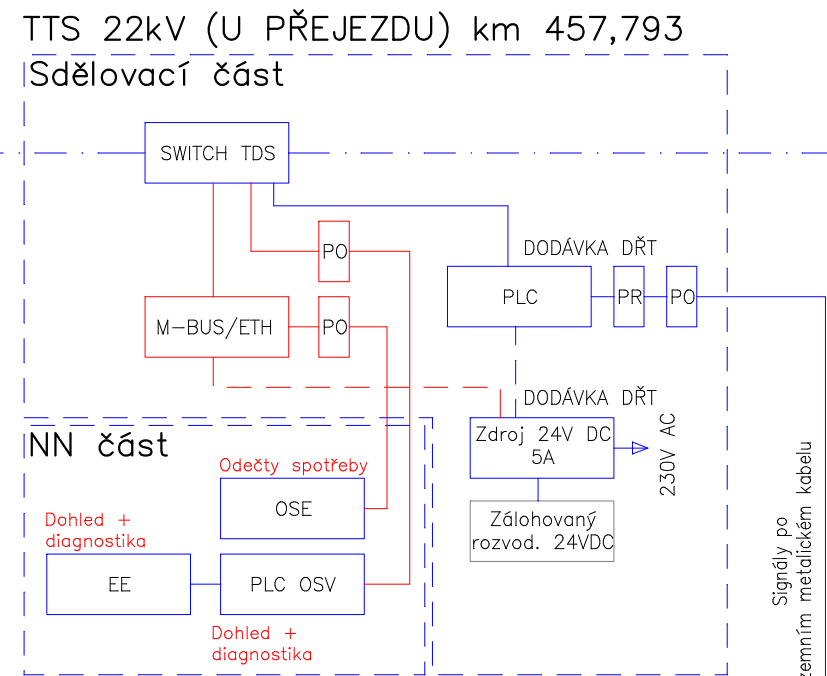 TTS 22kV (U PŘEJEZDU) km 457,793
Sdělovací část
SWITCH TDS
PO
DODÁVKA DŘT
PLC
PR
PO
M-BUS/ETH
PO
DODÁVKA DŘT
Zdroj 24V DC
5A
230V AC
NN část
Odečty spotřeby
OSE
Zálohovaný
rozvod. 24VDC
Dohled +
diagnostika
EE
PLC OSV
Dohled +
diagnostika
Signály po
zemním metalickém kabelu